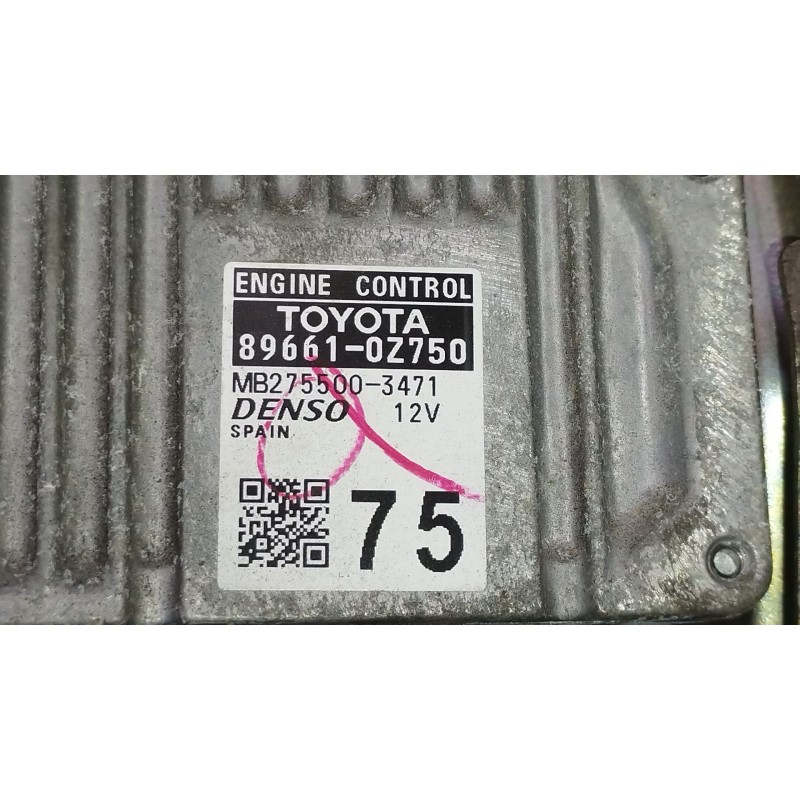 ENGINE CONTROL
TOYOTA
89661-0Z750
MB275500-3471
DENSO 12V
SPAIN
75